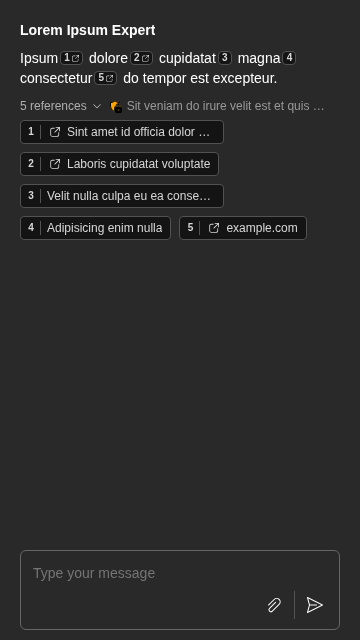 Lorem Ipsum Expert
Ipsum 1 dolore 2 cupidatat 3 magna 4
consectetur 5 do tempor est excepteur.
5 references Sit veniam do irure velit est et quis …
1 Sint amet id officia dolor …
2 Laboris cupidatat voluptate
3 Velit nulla culpa eu ea conse…
4 Adipisicing enim nulla 5 example.com
Type your message